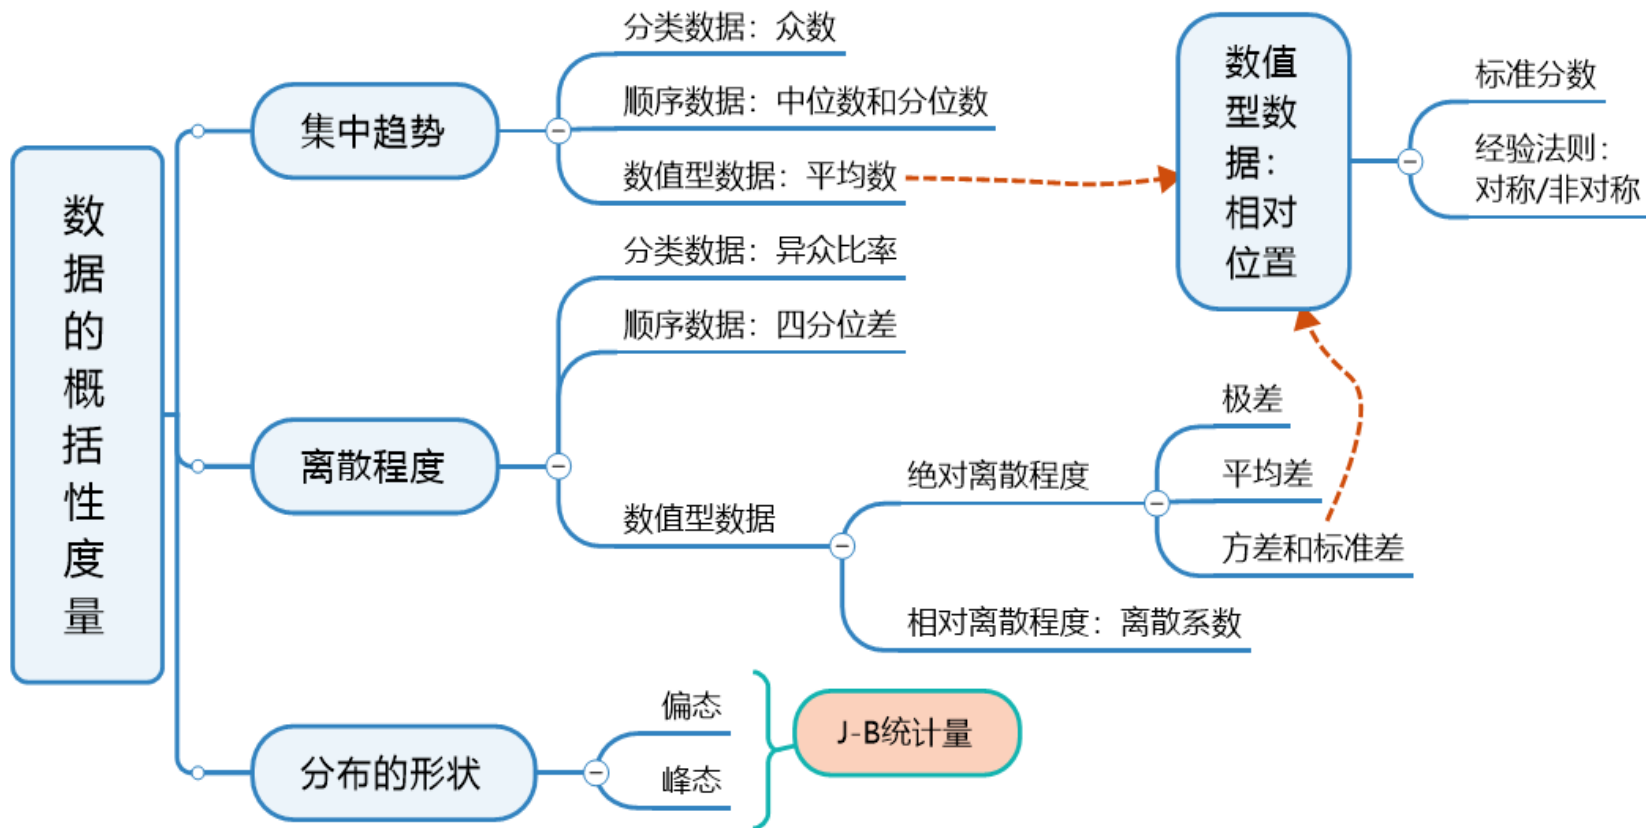 数据的概括性度量
集中趋势
分类数据：众数
顺序数据：中位数和分位数
数值型数据：平均数
数值
型数
据：
相对
位置
标准分数
经验法则：
对称/非对称
离散程度
分类数据：异众比率
顺序数据：四分位差
数值型数据
绝对离散程度
极差
平均差
方差和标准差
相对离散程度：离散系数
分布的形状
偏态
峰态
J-B统计量